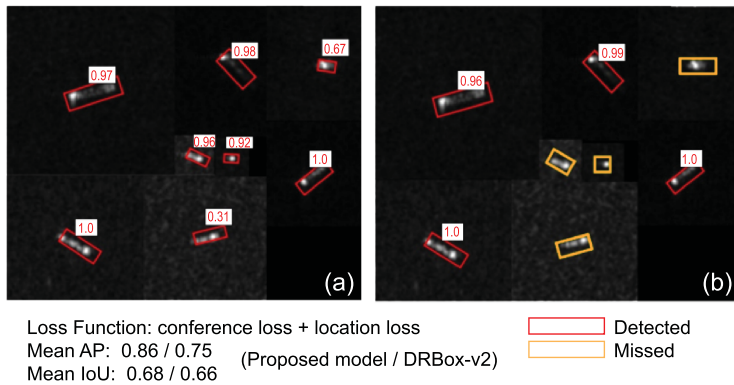 0.97
0.98
0.67
0.96
0.92
1.0
1.0
0.31
(a)
0.96
0.99
1.0
1.0
(b)
Loss Function: conference loss + location loss
Mean AP: 0.86 / 0.75
(Proposed model / DRBox-v2)
Mean IoU: 0.68 / 0.66
Detected
Missed